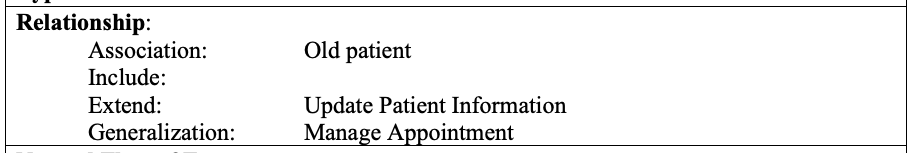 Relationship:
Association: Old patient
Include:
Extend: Update Patient Information
Generalization: Manage Appointment